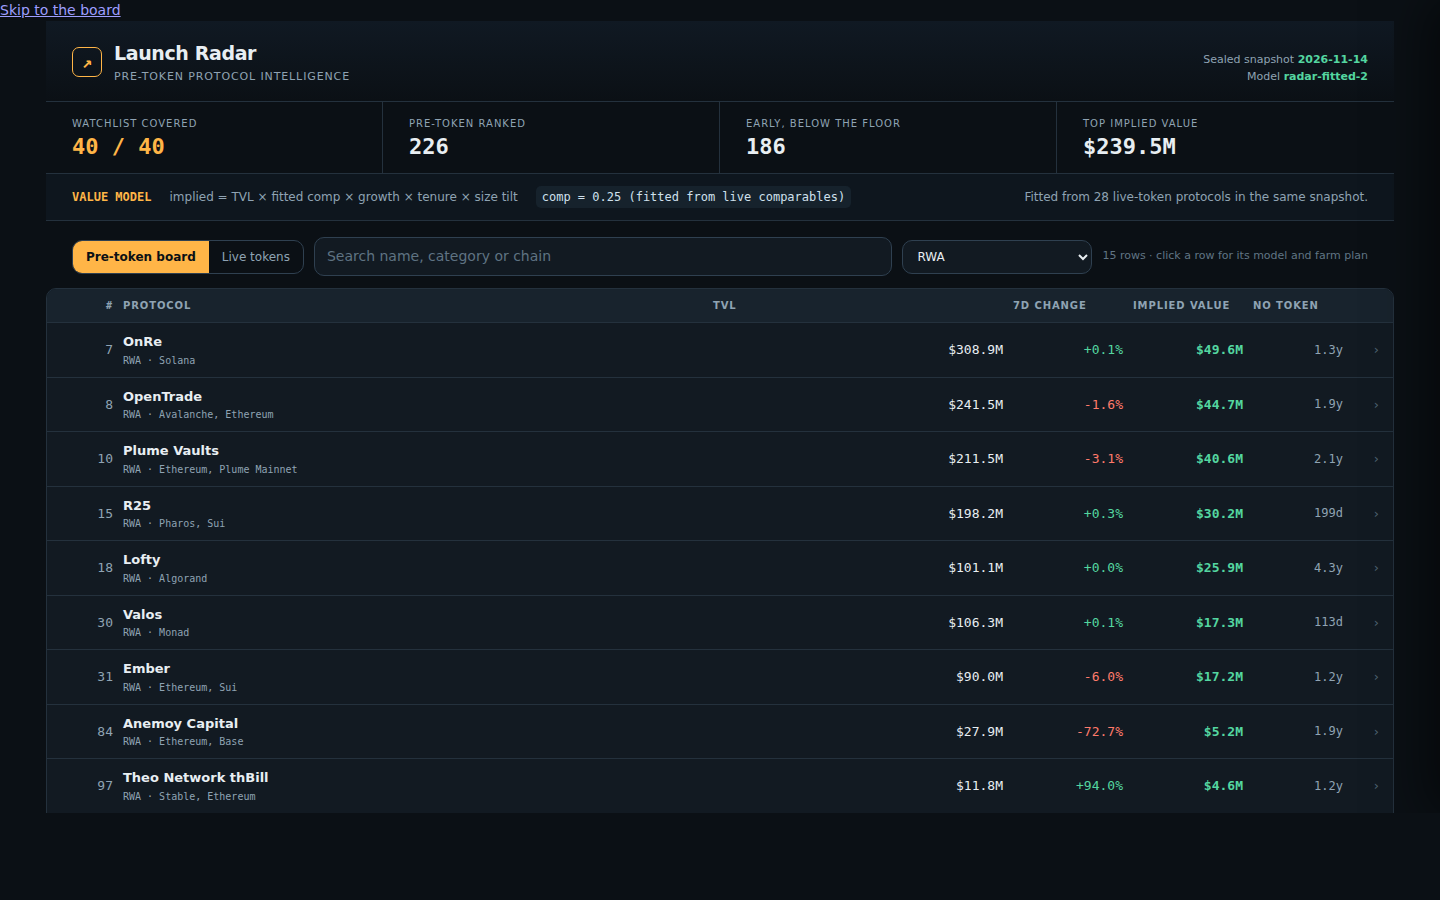 Skip to the board
↗ Launch Radar
PRE-TOKEN PROTOCOL INTELLIGENCE
Sealed snapshot 2026-11-14
Model radar-fitted-2
WATCHLIST COVERED
40 / 40
PRE-TOKEN RANKED
226
EARLY, BELOW THE FLOOR
186
TOP IMPLIED VALUE
$239.5M
VALUE MODEL implied = TVL × fitted comp × growth × tenure × size tilt comp = 0.25 (fitted from live comparables) Fitted from 28 live-token protocols in the same snapshot.
Pre-token board Live tokens Search name, category or chain RWA 15 rows · click a row for its model and farm plan
# PROTOCOL TVL 7D CHANGE IMPLIED VALUE NO TOKEN
7 OnRe $308.9M +0.1% $49.6M 1.3y ›
RWA · Solana
8 OpenTrade $241.5M -1.6% $44.7M 1.9y ›
RWA · Avalanche, Ethereum
10 Plume Vaults $211.5M -3.1% $40.6M 2.1y ›
RWA · Ethereum, Plume Mainnet
15 R25 $198.2M +0.3% $30.2M 199d ›
RWA · Pharos, Sui
18 Lofty $101.1M +0.0% $25.9M 4.3y ›
RWA · Algorand
30 Valos $106.3M +0.1% $17.3M 113d ›
RWA · Monad
31 Ember $90.0M -6.0% $17.2M 1.2y ›
RWA · Ethereum, Sui
84 Anemoy Capital $27.9M -72.7% $5.2M 1.9y ›
RWA · Ethereum, Base
97 Theo Network thBill $11.8M +94.0% $4.6M 1.2y ›
RWA · Stable, Ethereum